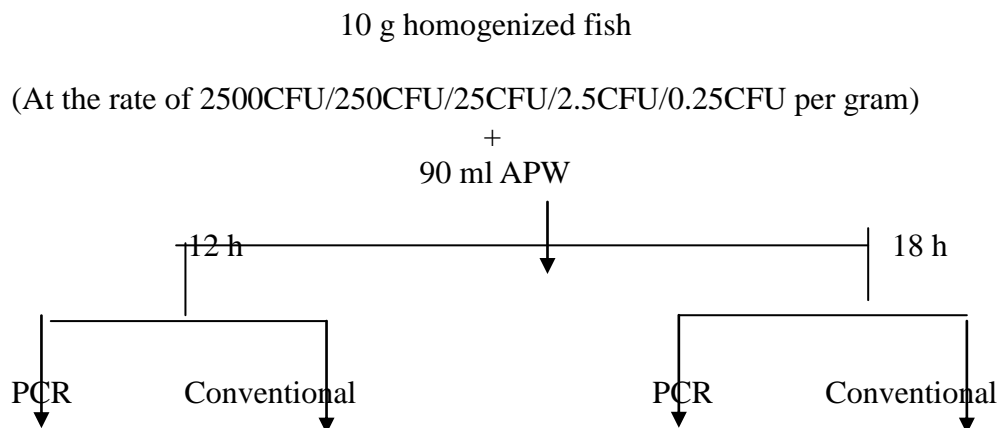 10 g homogenized fish
(At the rate of 2500CFU/250CFU/25CFU/2.5CFU/0.25CFU per gram)
+
90 ml APW
12 h 18 h
PCR Conventional PCR Conventional